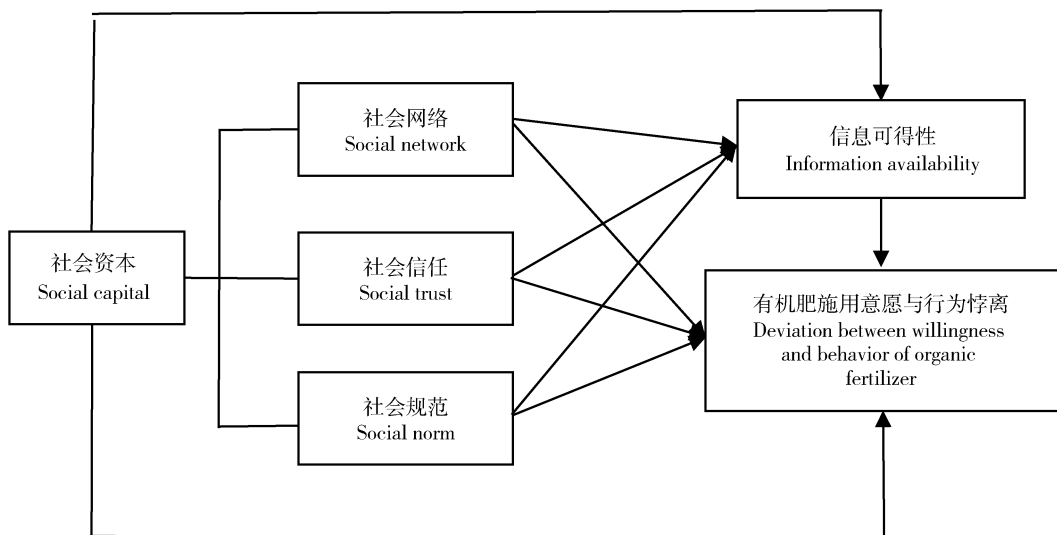 社会网络
Social network
信息可得性
Information availability
社会资本
Social capital
社会信任
Social trust
有机肥施用意愿与行为悖离
Deviation between willingness
and behavior of organic
fertilizer
社会规范
Social norm